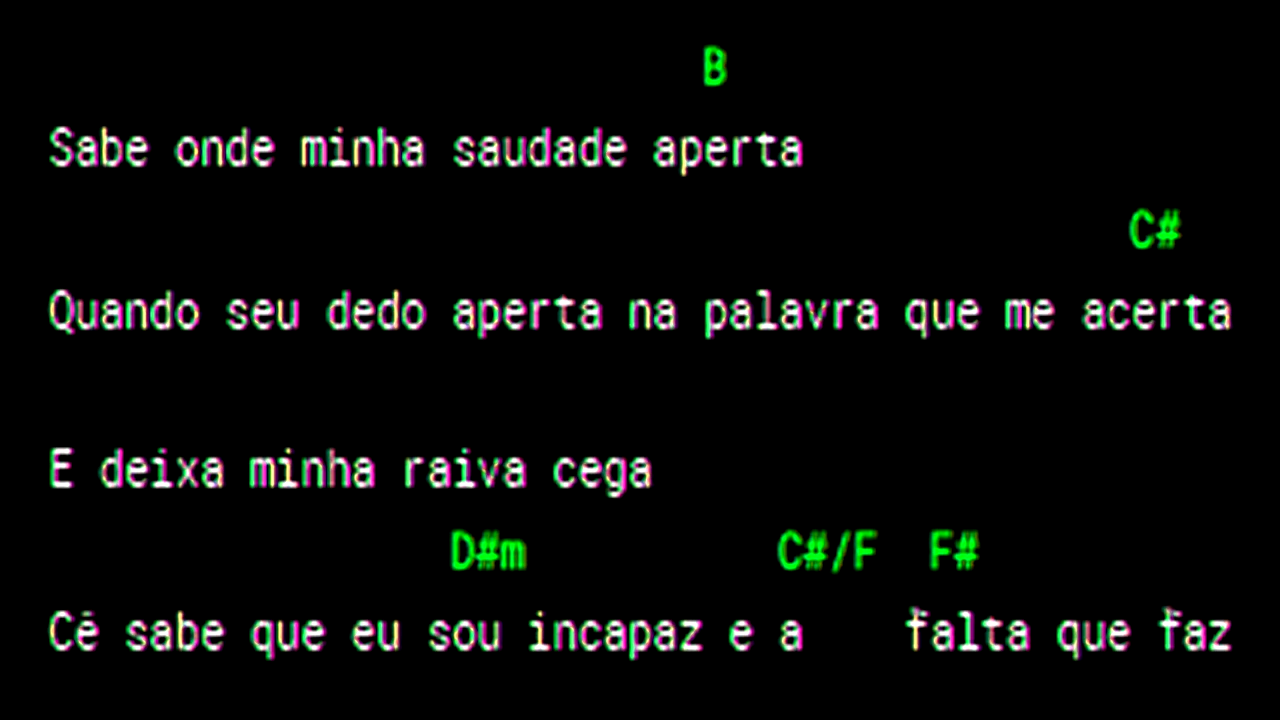 B
Sabe onde minha saudade aperta
C#
Quando seu dedo aperta na palavra que me acerta
E deixa minha raiva cega
D#m C#/F F#
Cê sabe que eu sou incapaz e a falta que faz